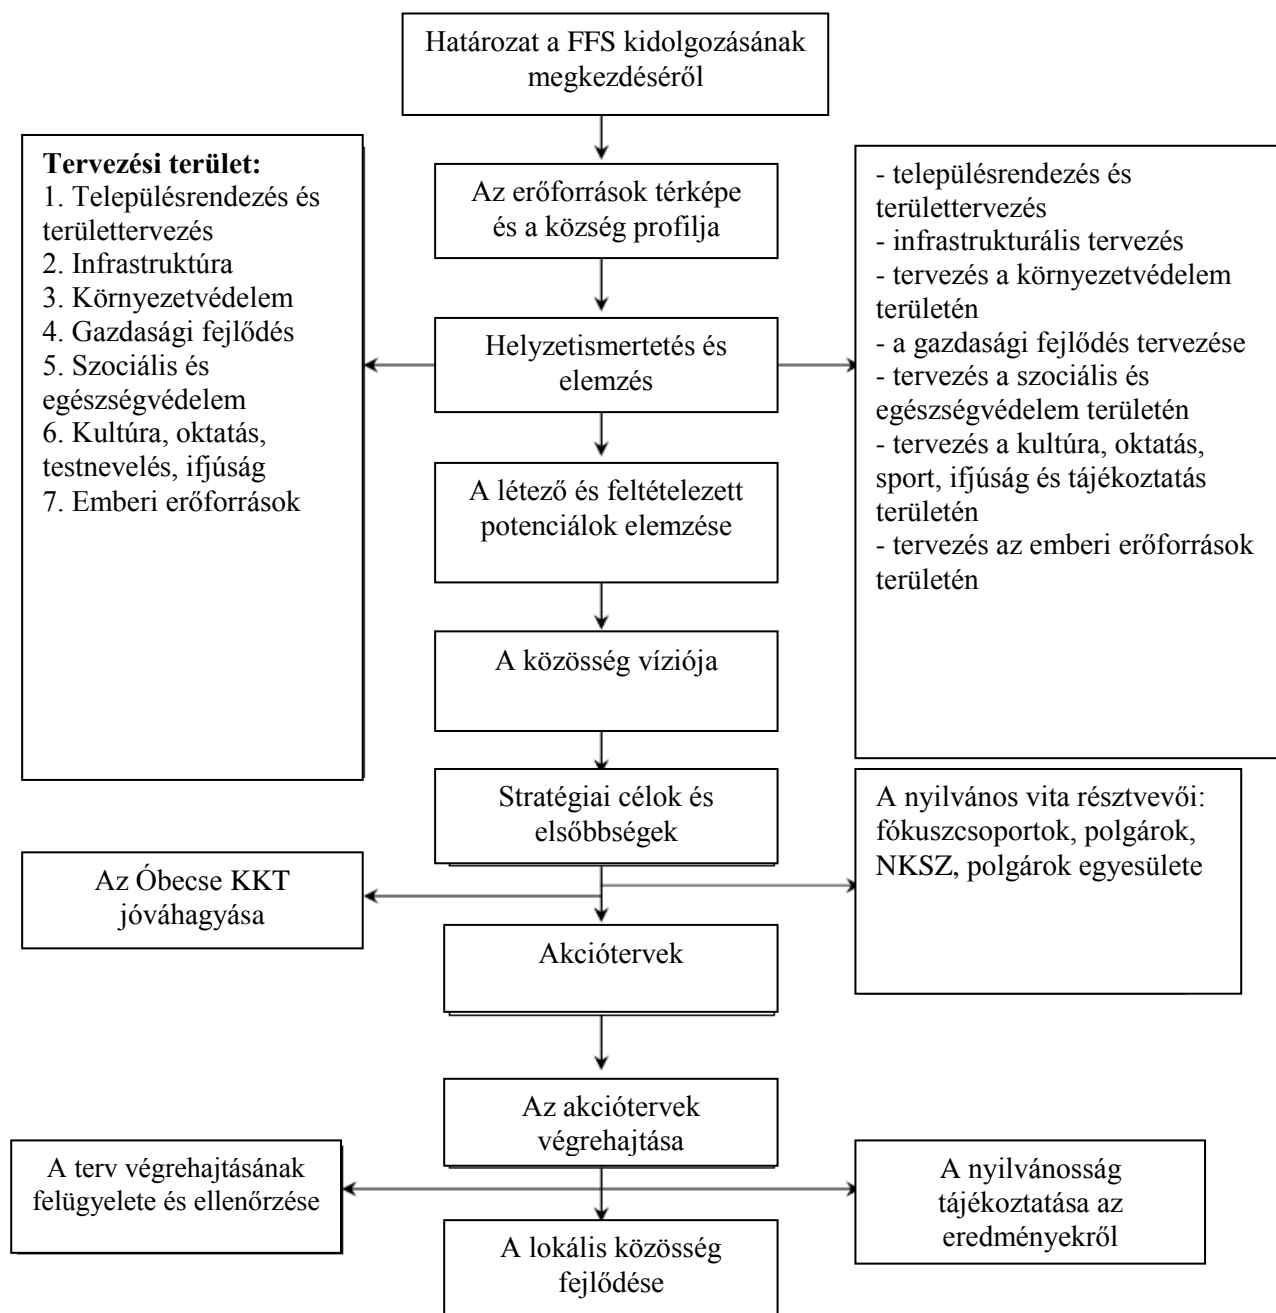 Határozat a FFS kidolgozásának
megkezdéséről
Tervezési terület:
1. Településrendezés és
területtervezés
2. Infrastruktúra
3. Környezetvédelem
4. Gazdasági fejlődés
5. Szociális és
egészségvédelem
6. Kultúra, oktatás,
testnevelés, ifjúság
7. Emberi erőforrások
Az erőforrások térképe
és a község profilja
- településrendezés és
területtervezés
- infrastrukturális tervezés
- tervezés a környezetvédelem
területén
- a gazdasági fejlődés tervezése
- tervezés a szociális és
egészségvédelem területén
- tervezés a kultúra, oktatás,
sport, ifjúság és tájékoztatás
területén
- tervezés az emberi erőforrások
területén
Helyzetismertetés és
elemzés
A létező és feltételezett
potenciálok elemzése
A közösség víziója
Stratégiai célok és
elsőbbségek
A nyilvános vita résztvevői:
fókuszcsoportok, polgárok,
NKSZ, polgárok egyesülete
Az Óbecse KKT
jóváhagyása
Akciótervek
Az akciótervek
végrehajtása
A terv végrehajtásának
felügyelete és ellenőrzése
A nyilvánosság
tájékoztatása az
eredményekről
A lokális közösség
fejlődése